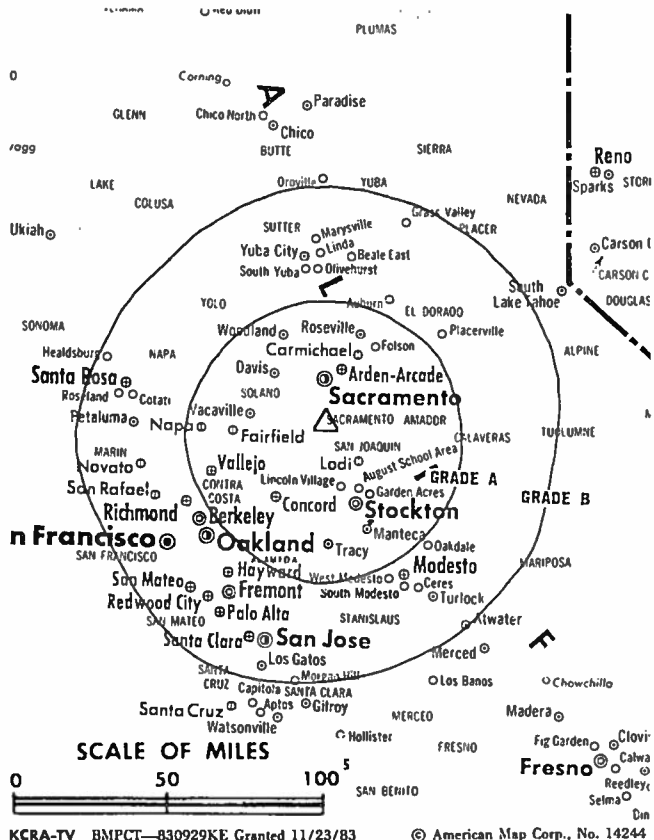 PLUMAS
Corning
Paradise
GLENN
Chico North
Chico
BUTTE
SIERRA
Reno
LAKE
COLUSA
Oroville
YUBA
NEVADA
Sparks
Ukiah
Grass Valley
PLACER
SUTTER
Marysville
Yuba City
Linda
Beale East
South Yuba
Olivehurst
Carson
CARSON C
South
Lake Tahoe
DOUGLAS
YOLO
Auburn
EL DORADO
SONOMA
Woodland
Roseville
Placerville
Healdsburg
NAPA
Carmichael
Folson
ALPINE
Santa Rosa
Davis
Arden-Arcade
Roseland
Cotati
SOLANO
Sacramento
Petaluma
Napa
Vacaville
SACRAMENTO
AMADOR
Fairfield
CALAVERAS
TUOLUMNE
MARIN
SAN JOAQUIN
Novato
Vallejo
Lodi
August School Area
San Rafael
CONTRA
COSTA
Lincoln Village
GRADE A
Garden Acres
GRADE B
Richmond
Concord
Berkeley
Stockton
n Francisco
Oakland
Manteca
Tracy
Oakdale
SAN FRANCISCO
ALAMEDA
MARIPOSA
San Mateo
Hayward
West Modesto
Modesto
Redwood City
Fremont
South Modesto
Ceres
Turlock
SAN MATEO
Palo Alto
STANISLAUS
Atwater
Santa Clara
San Jose
Merced
Los Gatos
SANTA
CRUZ
Morgan Hill
Los Banos
Chowchilla
Capitola
SANTA CLARA
Santa Cruz
Aptos
Gilroy
MERCED
Madera
Watsonville
Hollister
FRESNO
Fig Garden
Clovi
Calwa
SCALE OF MILES
Fresno
0 50 100
SAN BENITO
Reedley
Selma
Din
KCRA-TV BMPCT—830929KE Granted 11/23/83
© American Map Corp., No. 14244